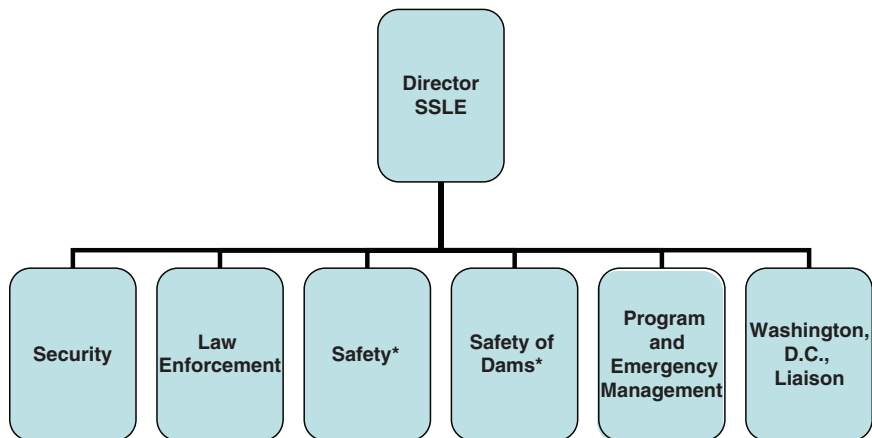 Director
SSLE
Security
Law
Enforcement
Safety*
Safety of
Dams*
Program
and
Emergency
Management
Washington,
D.C.,
Liaison